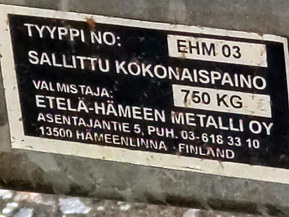 TYYPPI NO: EHM 03
SALLITTU KOKONAISPAINO
750 KG
VALMISTAJA:
ETELÄ-HÄMEEN METALLI OY
ASENTAJANTIE 5, PUH. 03-618 33 10
13500 HÄMEENLINNA - FINLAND